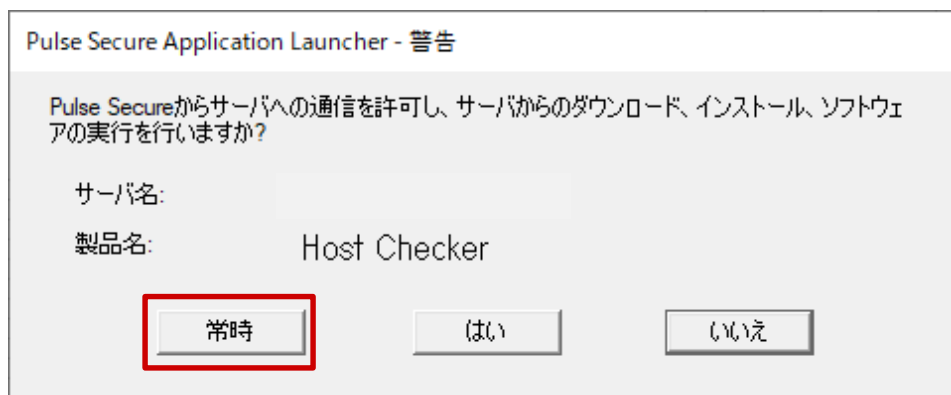 Pulse Secure Application Launcher - 警告
Pulse Secureからサーバへの通信を許可し、サーバからのダウンロード、インストール、ソフトウェ
アの実行を行いますか?
サーバ名:
製品名: Host Checker
常時 はい いいえ